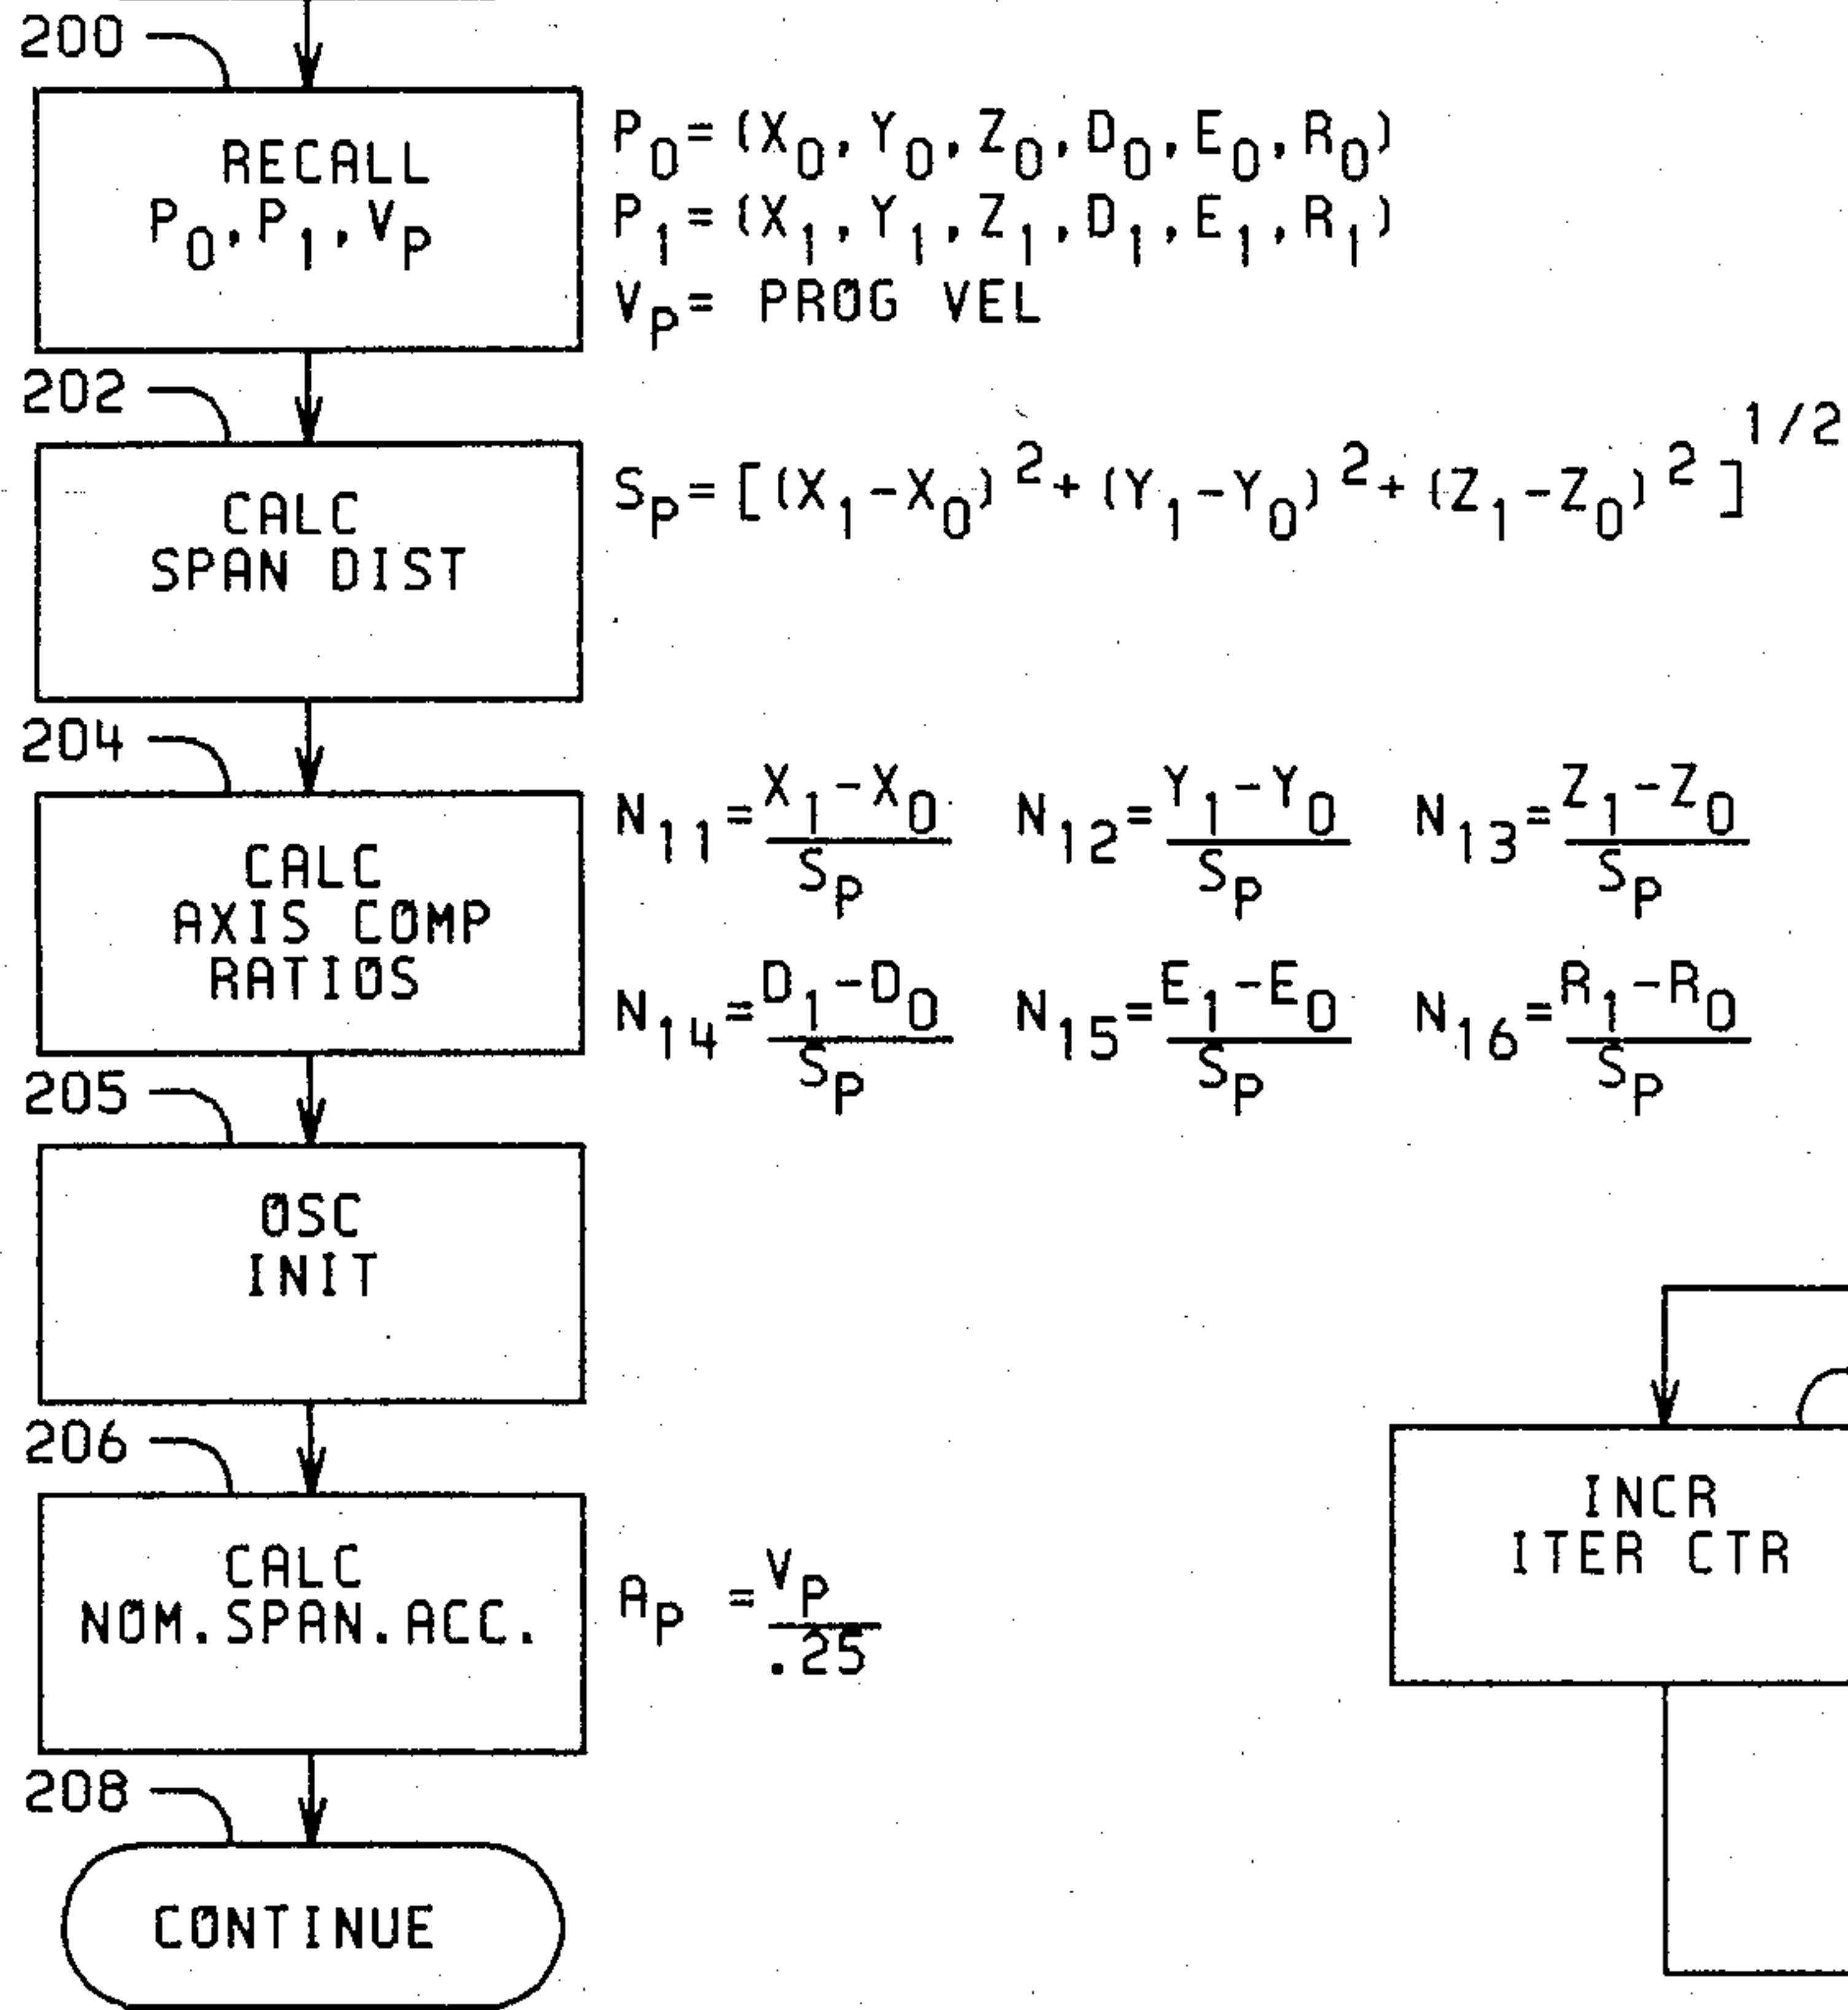 200
RECALL
P₀, P₁, Vₚ
P₀=(X₀, Y₀, Z₀, D₀, E₀, R₀)
P₁=(X₁, Y₁, Z₁, D₁, E₁, R₁)
Vₚ= PROG VEL
202
CALC
SPAN DIST
Sₚ=[(X₁-X₀)²+(Y₁-Y₀)²+(Z₁-Z₀)²]^1/2
204
CALC
AXIS COMP
RATIOS
N₁₁=(X₁-X₀)/Sₚ N₁₂=(Y₁-Y₀)/Sₚ N₁₃=(Z₁-Z₀)/Sₚ
N₁₄=(D₁-D₀)/Sₚ N₁₅=(E₁-E₀)/Sₚ N₁₆=(R₁-R₀)/Sₚ
205
OSC
INIT
206
CALC
NOM.SPAN.ACC.
Aₚ =Vₚ/.25
INCR
ITER CTR
208
CONTINUE